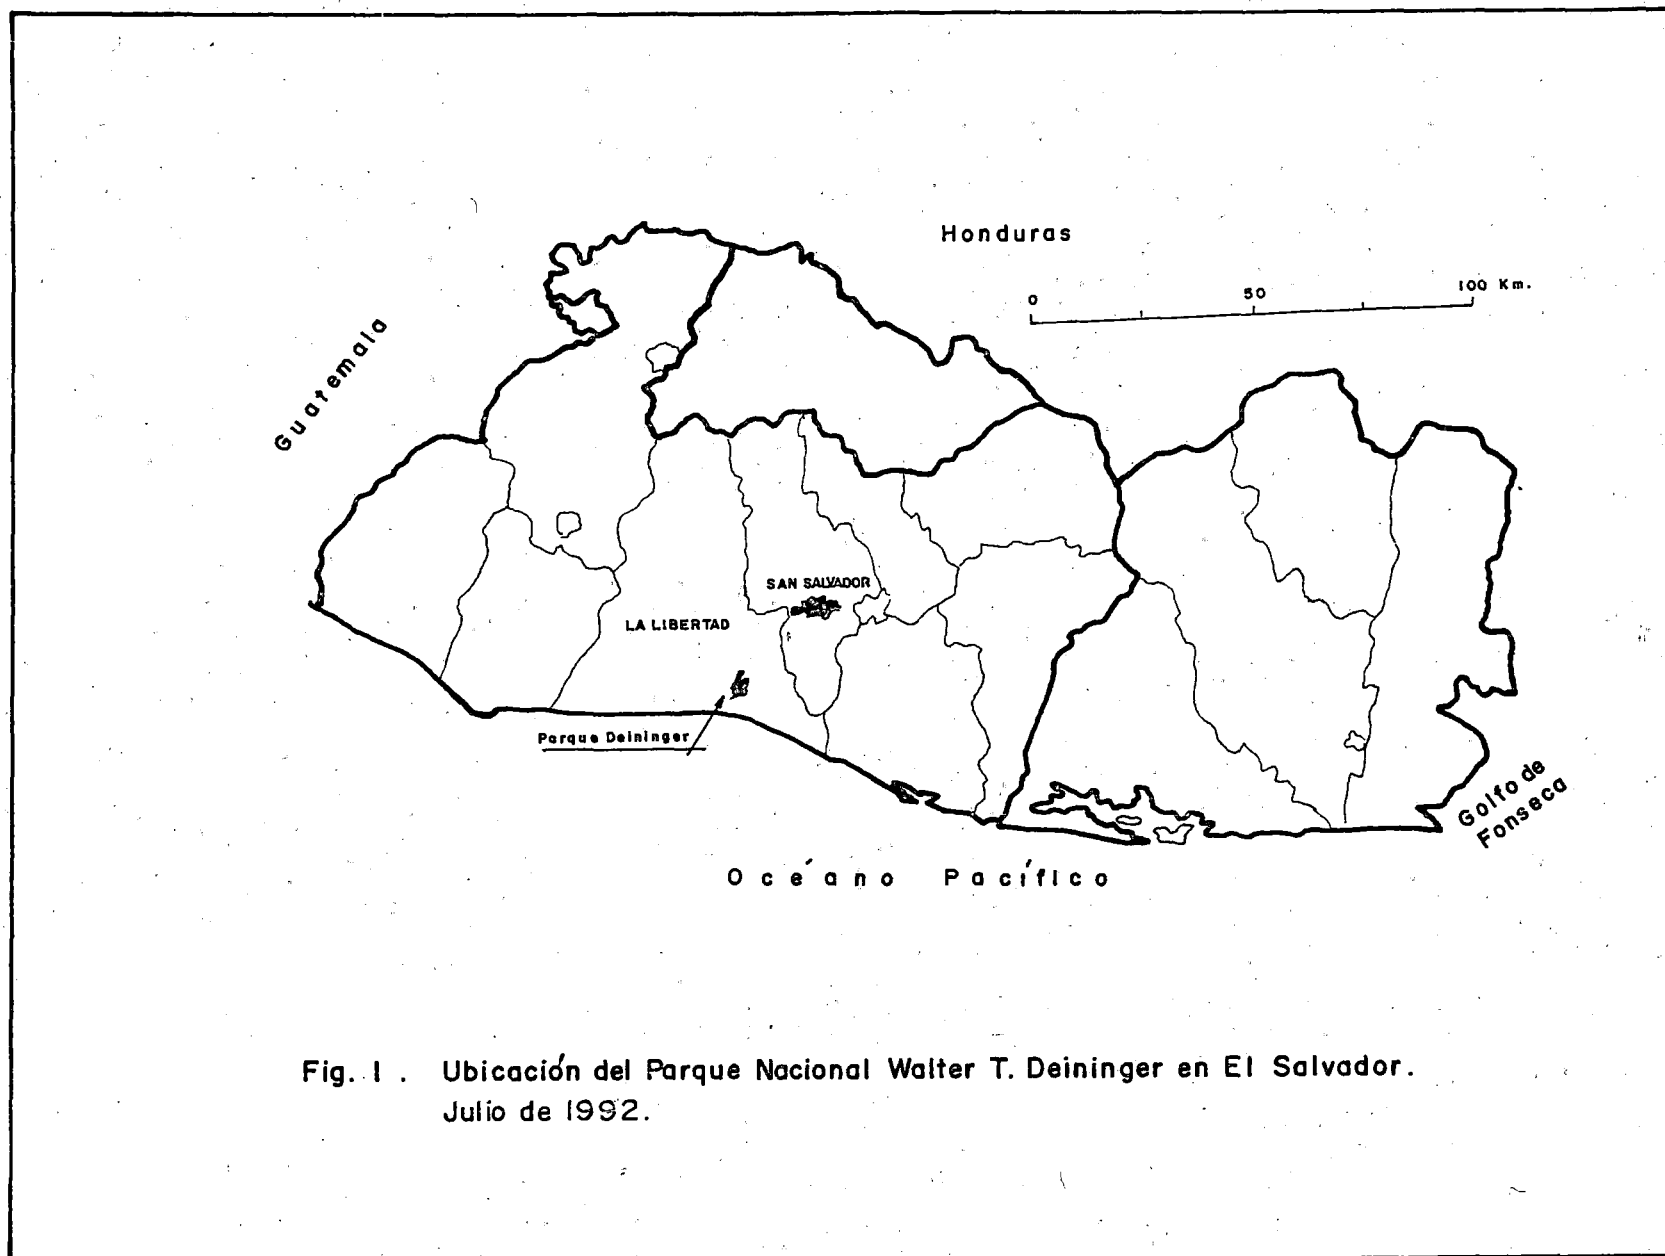 Honduras
0 50 100 Km.
Guatemala
SAN SALVADOR
LA LIBERTAD
Parque Deininger
Golfo de
Fonseca
Océano Pacífico
Fig. 1. Ubicación del Parque Nacional Walter T. Deininger en El Salvador.
Julio de 1992.